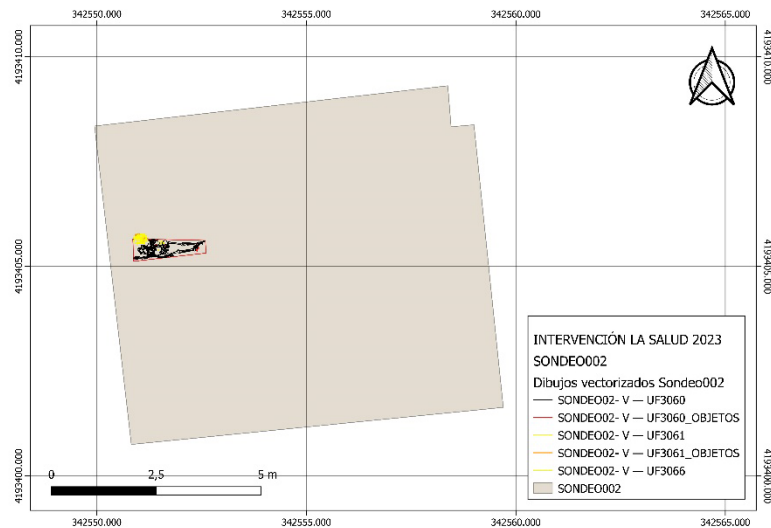 342550.000
342555.000
342560.000
342565.000
4193410.000
4193410.000
4193405.000
4193405.000
INTERVENCIÓN LA SALUD 2023
SONDEO002
Dibujos vectorizados Sondeo002
SONDEO02- V — UF3060
SONDEO02- V — UF3060_OBJETOS
SONDEO02- V — UF3061
SONDEO02- V — UF3061_OBJETOS
SONDEO02- V — UF3066
SONDEO002
0 2,5 5 m
4193400.000
4193400.000
342550.000
342555.000
342560.000
342565.000